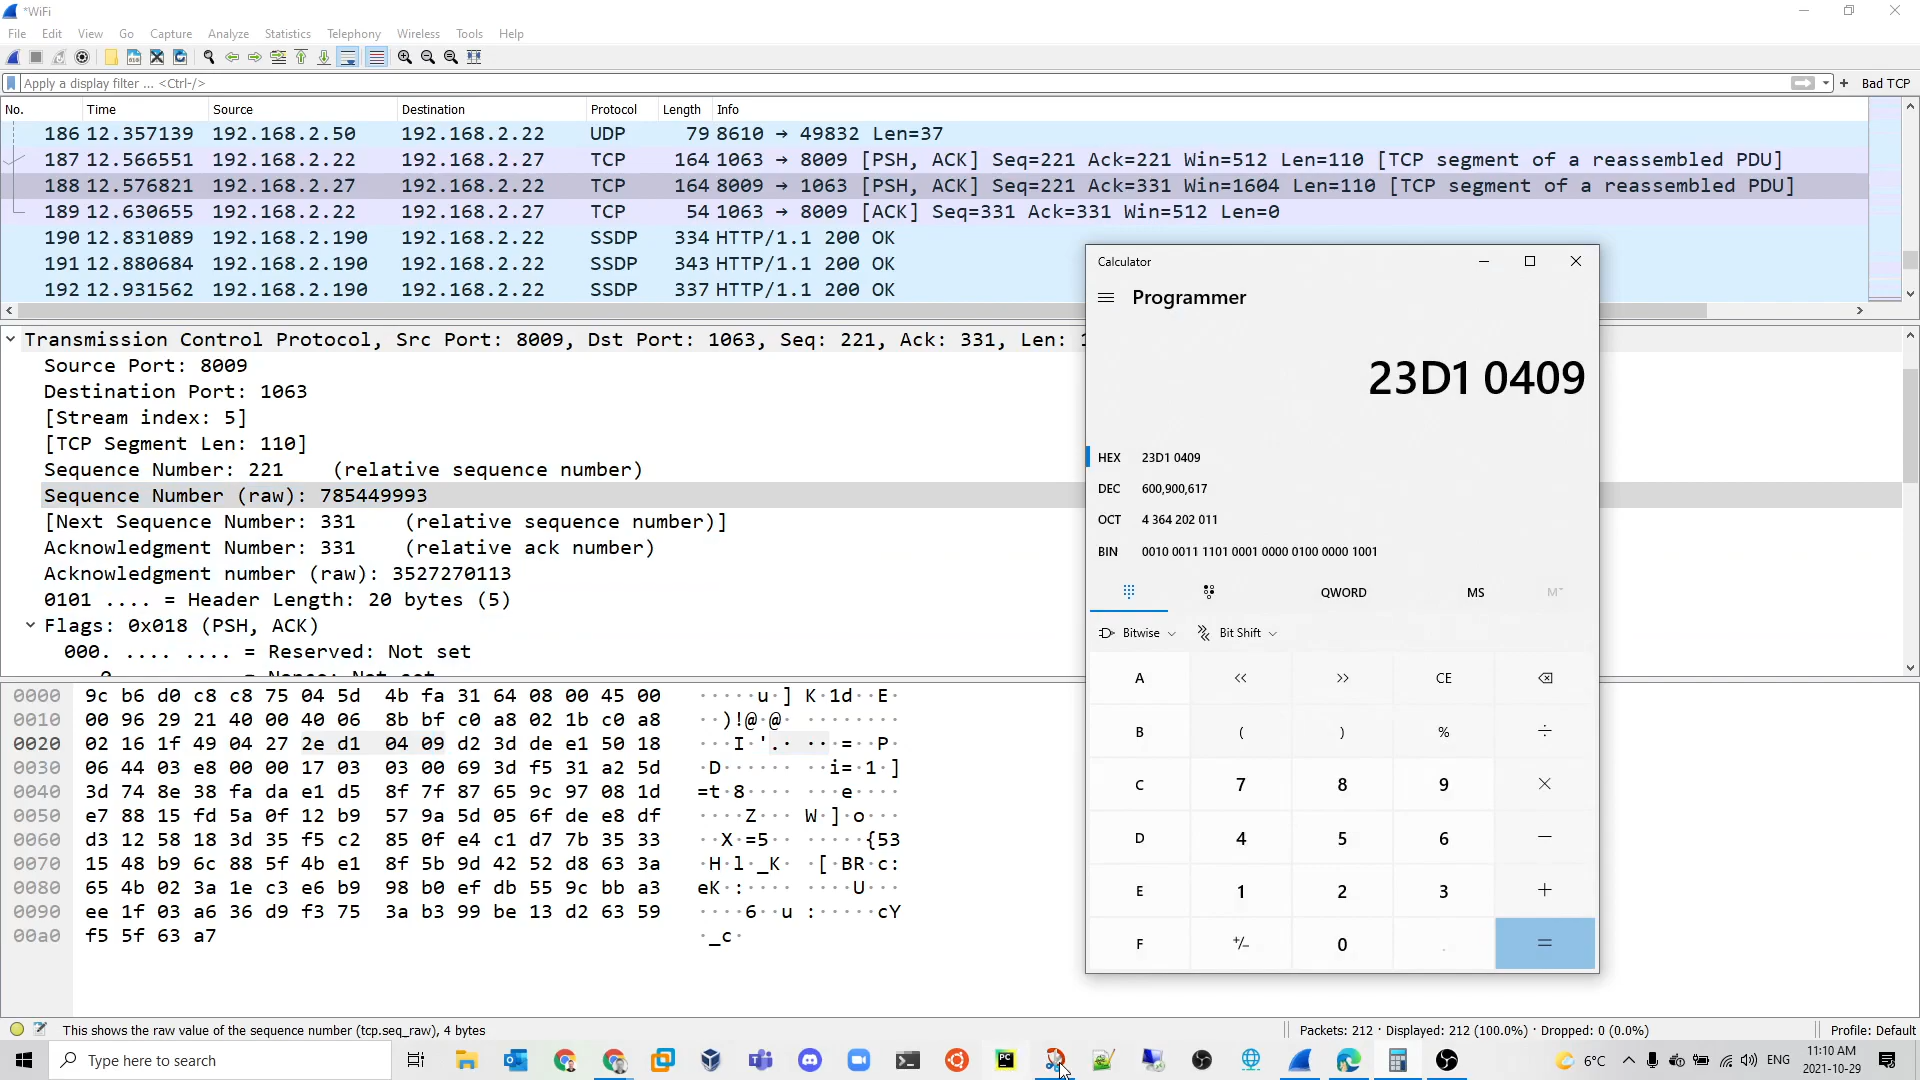 *WiFi
File Edit View Go Capture Analyze Statistics Telephony Wireless Tools Help
Apply a display filter ... <Ctrl-/>
Bad TCP
No. Time Source Destination Protocol Length Info
186 12.357139 192.168.2.50 192.168.2.22 UDP 79 8610 → 49832 Len=37
187 12.566551 192.168.2.22 192.168.2.27 TCP 164 1063 → 8009 [PSH, ACK] Seq=221 Ack=221 Win=512 Len=110 [TCP segment of a reassembled PDU]
188 12.576821 192.168.2.27 192.168.2.22 TCP 164 8009 → 1063 [PSH, ACK] Seq=221 Ack=331 Win=1604 Len=110 [TCP segment of a reassembled PDU]
189 12.630655 192.168.2.22 192.168.2.27 TCP 54 1063 → 8009 [ACK] Seq=331 Ack=331 Win=512 Len=0
190 12.831089 192.168.2.190 192.168.2.22 SSDP 334 HTTP/1.1 200 OK
191 12.880684 192.168.2.190 192.168.2.22 SSDP 343 HTTP/1.1 200 OK
192 12.931562 192.168.2.190 192.168.2.22 SSDP 337 HTTP/1.1 200 OK
Transmission Control Protocol, Src Port: 8009, Dst Port: 1063, Seq: 221, Ack: 331, Len: 1
Source Port: 8009
Destination Port: 1063
[Stream index: 5]
[TCP Segment Len: 110]
Sequence Number: 221 (relative sequence number)
Sequence Number (raw): 785449993
[Next Sequence Number: 331 (relative sequence number)]
Acknowledgment Number: 331 (relative ack number)
Acknowledgment number (raw): 3527270113
0101 .... = Header Length: 20 bytes (5)
Flags: 0x018 (PSH, ACK)
000. .... .... = Reserved: Not set
0000 9c b6 d0 c8 c8 75 04 5d 4b fa 31 64 08 00 45 00 ·····u·] K·1d··E·
0010 00 96 29 21 40 00 40 06 8b bf c0 a8 02 1b c0 a8 ··)!@·@· ········
0020 02 16 1f 49 04 27 2e d1 04 09 d2 3d de e1 50 18 ···I·'.· ···=··P·
0030 06 44 03 e8 00 00 17 03 03 00 69 3d f5 31 a2 5d ·D······ ··i=·1·]
0040 3d 74 8e 38 fa da e1 d5 8f 7f 87 65 9c 97 08 1d =t·8···· ···e····
0050 e7 88 15 fd 5a 0f 12 b9 57 9a 5d 05 6f de e8 df ····Z··· W·]·o···
0060 d3 12 58 18 3d 35 f5 c2 85 0f e4 c1 d7 7b 35 33 ··X·=5·· ·····{53
0070 15 48 b9 6c 88 5f 4b e1 8f 5b 9d 42 52 d8 63 3a ·H·l·_K· ·[·BR·c:
0080 65 4b 02 3a 1e c3 e6 b9 98 b0 ef db 55 9c bb a3 eK·:···· ····U···
0090 ee 1f 03 a6 36 d9 f3 75 3a b3 99 be 13 d2 63 59 ····6··u :·····cY
00a0 f5 5f 63 a7 ·_c·
Calculator
Programmer
23D1 0409
HEX 23D1 0409
DEC 600,900,617
OCT 4 364 202 011
BIN 0010 0011 1101 0001 0000 0100 0000 1001
QWORD MS M
Bitwise Bit Shift
A << >> CE
B ( ) % ÷
C 7 8 9 ×
D 4 5 6 −
E 1 2 3 +
F +/− 0 . =
This shows the raw value of the sequence number (tcp.seq_raw), 4 bytes
Packets: 212 · Displayed: 212 (100.0%) · Dropped: 0 (0.0%)
Profile: Default
Type here to search
6°C
ENG
11:10 AM
2021-10-29